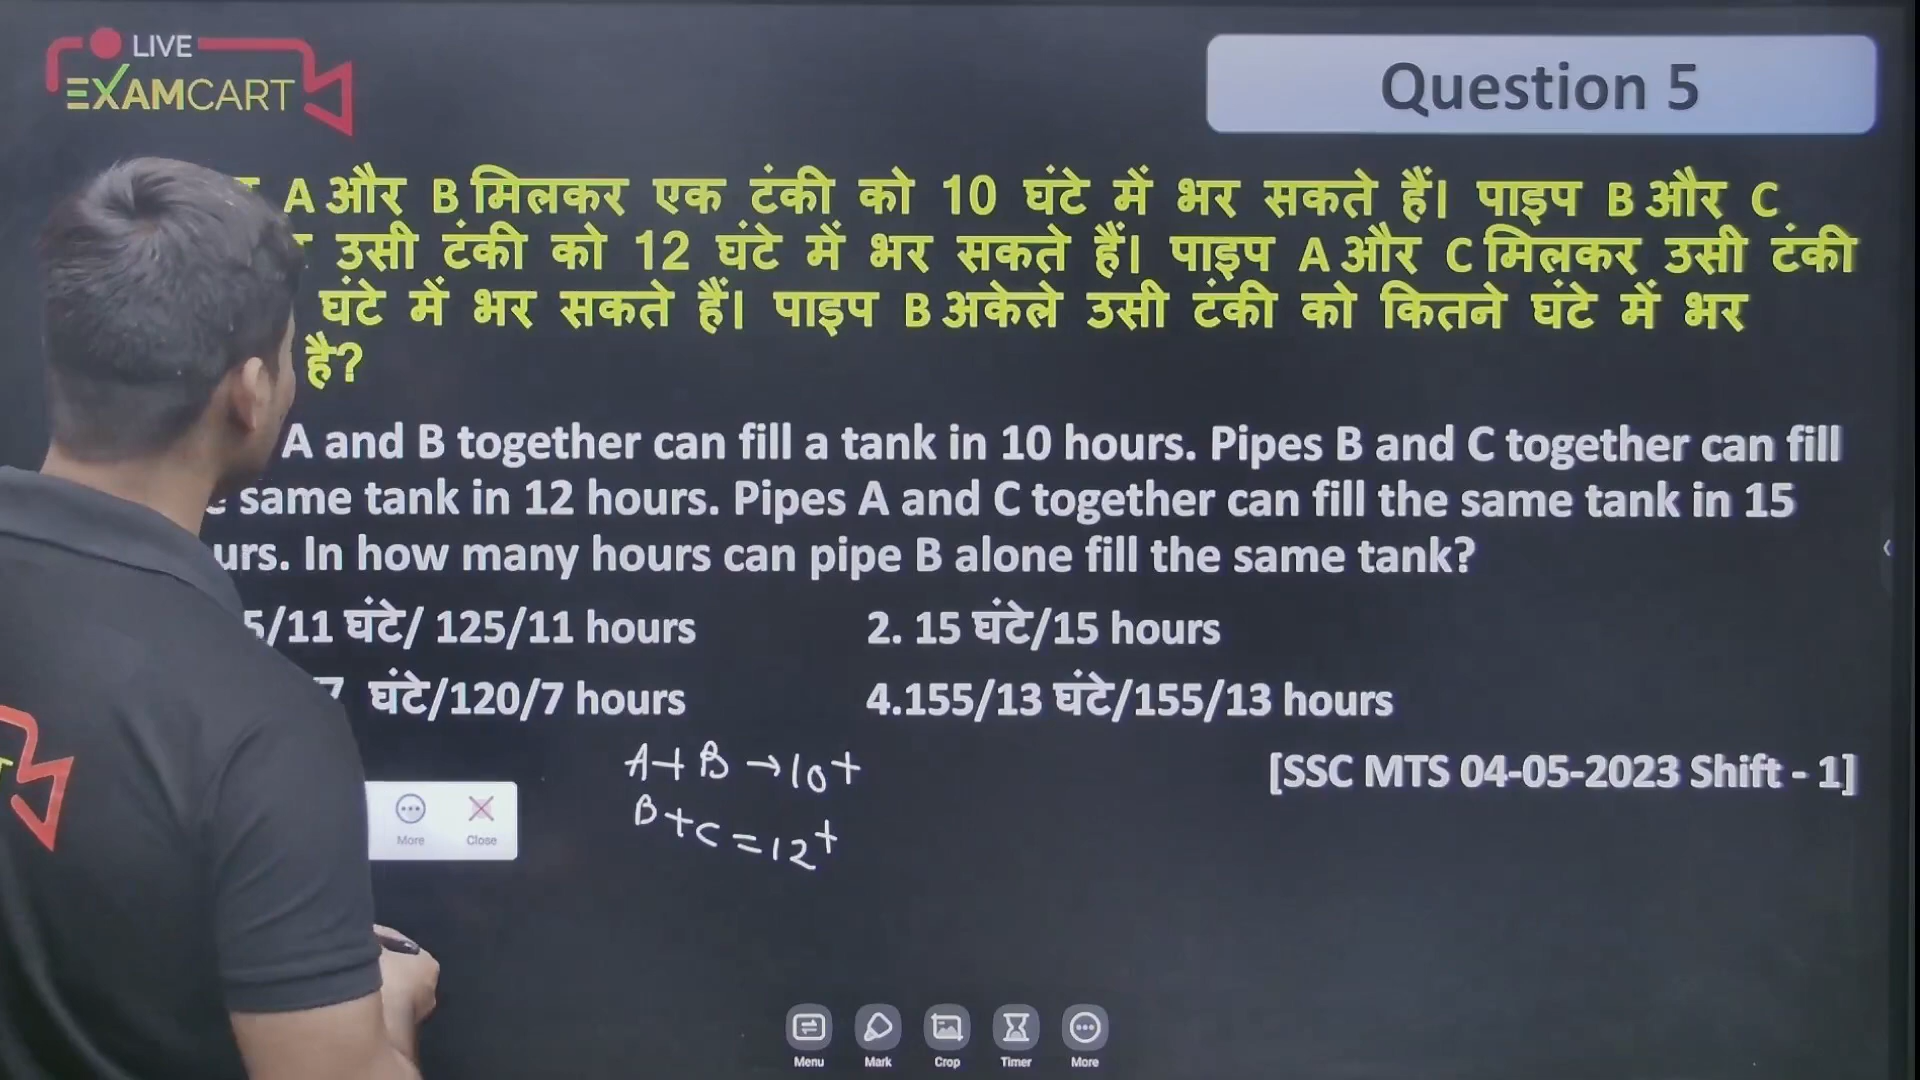 LIVE
EXAMCART
Question 5
A और B मिलकर एक टंकी को 10 घंटे में भर सकते हैं। पाइप B और C
उसी टंकी को 12 घंटे में भर सकते हैं। पाइप A और C मिलकर उसी टंकी
घंटे में भर सकते हैं। पाइप B अकेले उसी टंकी को कितने घंटे में भर
है?
A and B together can fill a tank in 10 hours. Pipes B and C together can fill
same tank in 12 hours. Pipes A and C together can fill the same tank in 15
urs. In how many hours can pipe B alone fill the same tank?
5/11 घंटे/ 125/11 hours
2. 15 घंटे/15 hours
7 घंटे/120/7 hours
4.155/13 घंटे/155/13 hours
[SSC MTS 04-05-2023 Shift - 1]
A+B→10+
B+C=12+
More
Close
Menu
Mark
Crop
Timer
More